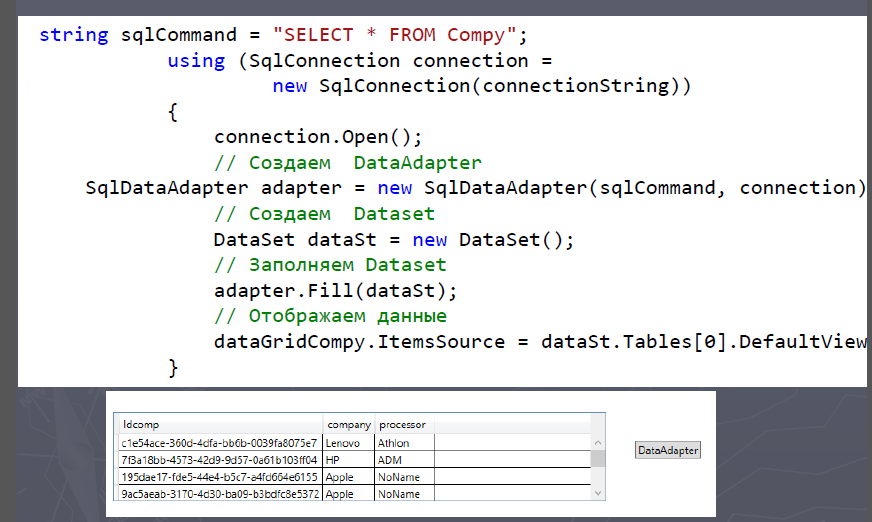 string sqlCommand = "SELECT * FROM Compy";
using (SqlConnection connection =
new SqlConnection(connectionString))
{
connection.Open();
// Создаем  DataAdapter
SqlDataAdapter adapter = new SqlDataAdapter(sqlCommand, connection)
// Создаем  Dataset
DataSet dataSt = new DataSet();
// Заполняем Dataset
adapter.Fill(dataSt);
// Отображаем данные
dataGridCompy.ItemsSource = dataSt.Tables[0].DefaultView
}
Idcomp company processor
c1e54ace-360d-4dfa-bb6b-0039fa8075e7 Lenovo Athlon
7f3a18bb-4573-42d9-9d57-0a61b103ff04 HP ADM
195dae17-fde5-44e4-b5c7-a4fd664e6155 Apple NoName
9ac5aeab-3170-4d30-ba09-b3bdfc8e5372 Apple NoName
DataAdapter